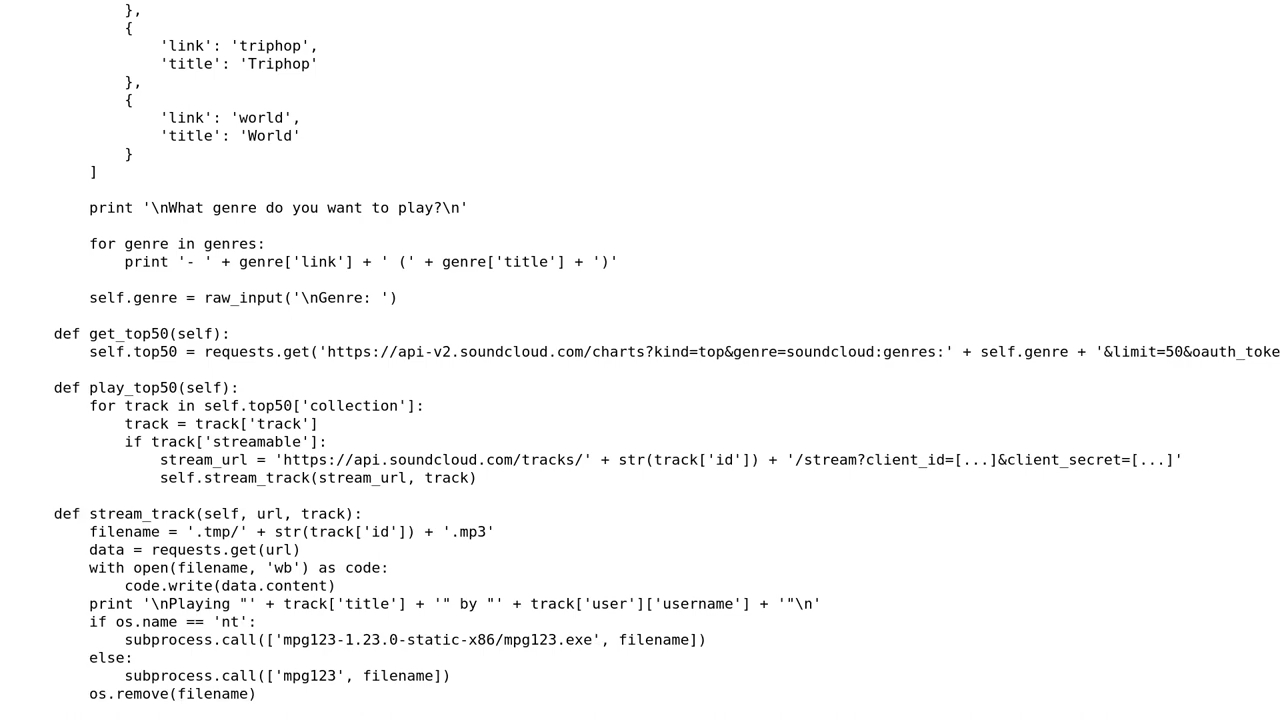 },
        {
            'link': 'triphop',
            'title': 'Triphop'
        },
        {
            'link': 'world',
            'title': 'World'
        }
    ]

    print '\nWhat genre do you want to play?\n'

    for genre in genres:
        print '- ' + genre['link'] + ' (' + genre['title'] + ')'

    self.genre = raw_input('\nGenre: ')

def get_top50(self):
    self.top50 = requests.get('https://api-v2.soundcloud.com/charts?kind=top&genre=soundcloud:genres:' + self.genre + '&limit=50&oauth_toke

def play_top50(self):
    for track in self.top50['collection']:
        track = track['track']
        if track['streamable']:
            stream_url = 'https://api.soundcloud.com/tracks/' + str(track['id']) + '/stream?client_id=[...]&client_secret=[...]'
            self.stream_track(stream_url, track)

def stream_track(self, url, track):
    filename = '.tmp/' + str(track['id']) + '.mp3'
    data = requests.get(url)
    with open(filename, 'wb') as code:
        code.write(data.content)
    print '\nPlaying "' + track['title'] + '" by "' + track['user']['username'] + '"\n'
    if os.name == 'nt':
        subprocess.call(['mpg123-1.23.0-static-x86/mpg123.exe', filename])
    else:
        subprocess.call(['mpg123', filename])
    os.remove(filename)